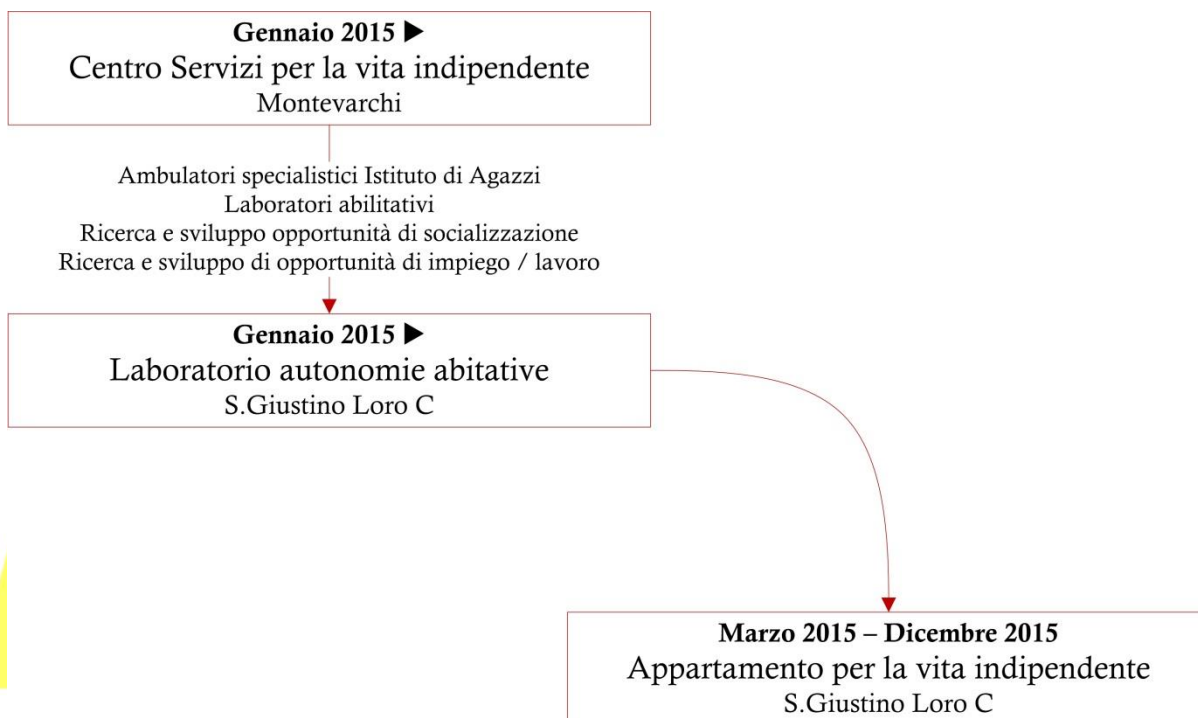 Gennaio 2015 ▶
Centro Servizi per la vita indipendente
Montevarchi
Ambulatori specialistici Istituto di Agazzi
Laboratori abilitativi
Ricerca e sviluppo opportunità di socializzazione
Ricerca e sviluppo di opportunità di impiego / lavoro
Gennaio 2015 ▶
Laboratorio autonomie abitative
S.Giustino Loro C
Marzo 2015 – Dicembre 2015
Appartamento per la vita indipendente
S.Giustino Loro C